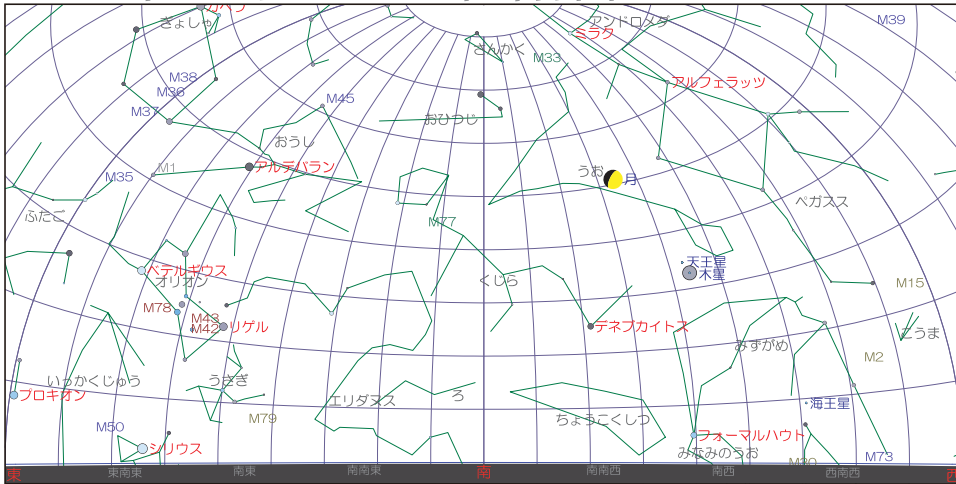 カペラ
ぎょしゃ
アンドロメダ
M39
ミラク
さんかく
M33
M38
アルフェラッツ
M36
M45
M37
おひつじ
おうし
M1
アルデバラン
うお
月
M35
ペガスス
ふたご
M77
天王星
ベテルギウス
木星
オリオン
くじら
M15
M78
M43
M42
リゲル
デネブカイトス
こうま
みずがめ
M2
いっかくじゅう
うさぎ
プロキオン
エリダヌス
ろ
海王星
M79
ちょうこくしつ
M50
フォーマルハウト
シリウス
みなみのうお
M30
M73
東
東南東
南東
南南東
南
南南西
南西
西南西
西